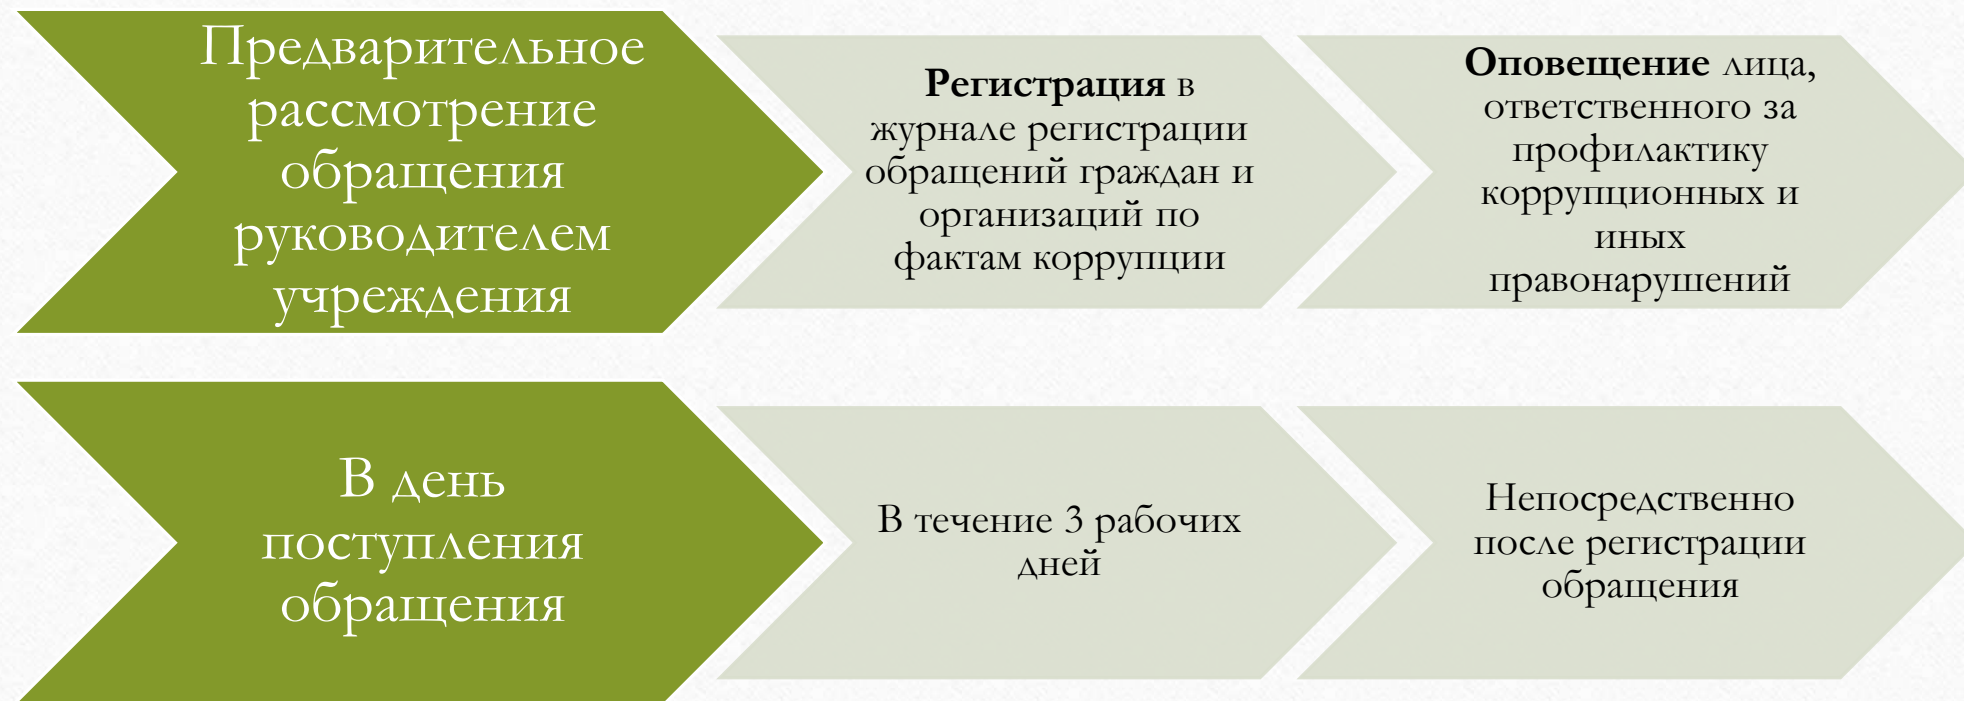 Предварительное
рассмотрение
обращения
руководителем
учреждения
Регистрация в
журнале регистрации
обращений граждан и
организаций по
фактам коррупции
Оповещение лица,
ответственного за
профилактику
коррупционных и
иных
правонарушений
В день
поступления
обращения
В течение 3 рабочих
дней
Непосредственно
после регистрации
обращения